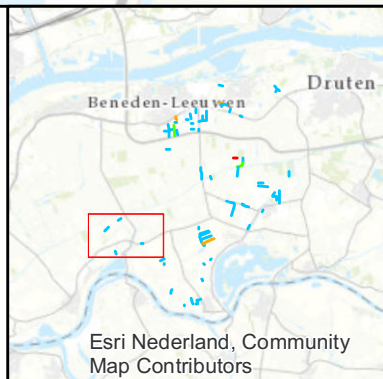 Druten
Beneden-Leeuwen
Esri Nederland, Community
Map Contributors